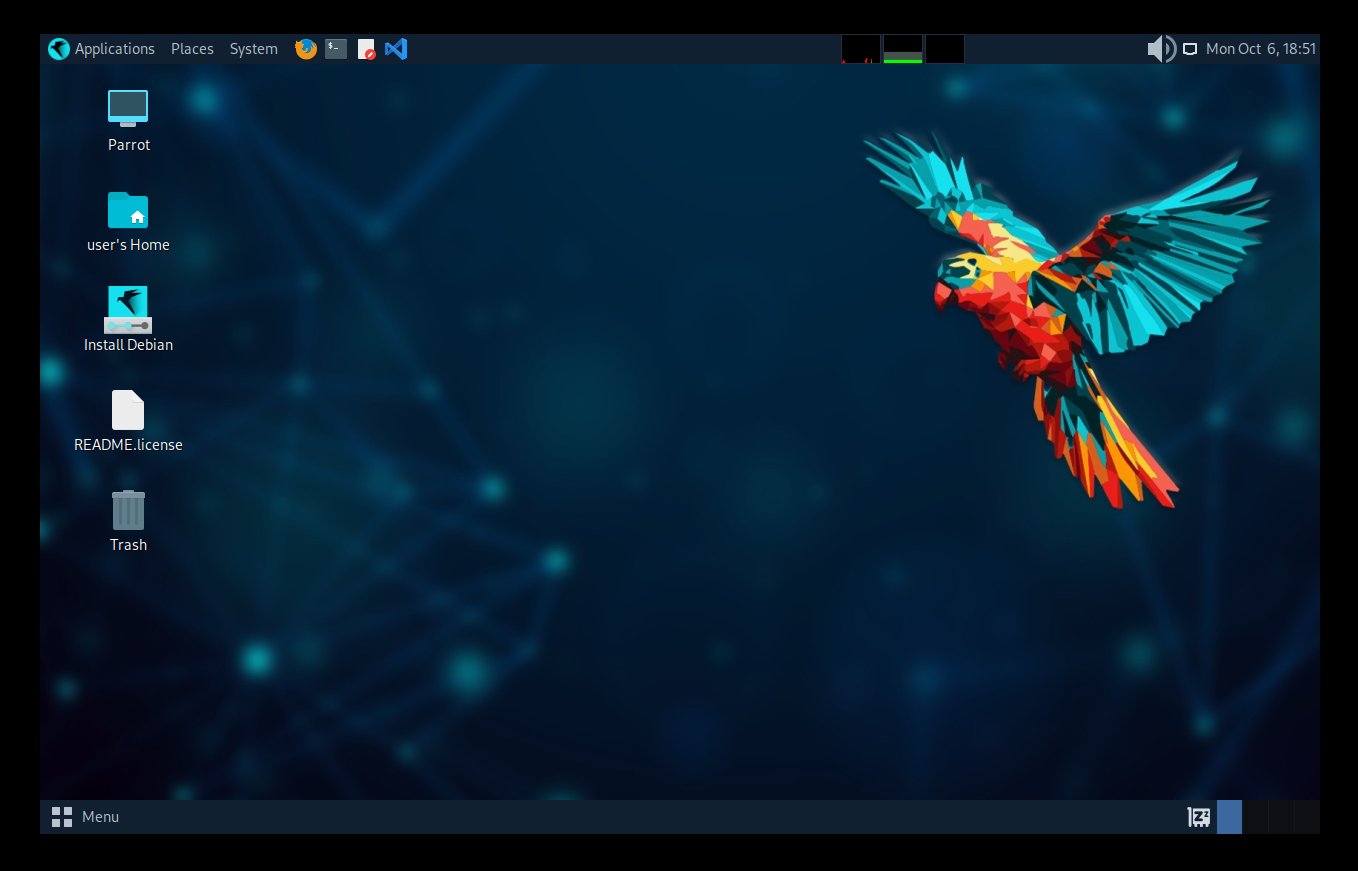 Applications Places System
Mon Oct 6, 18:51
Parrot
user's Home
Install Debian
README.license
Trash
Menu